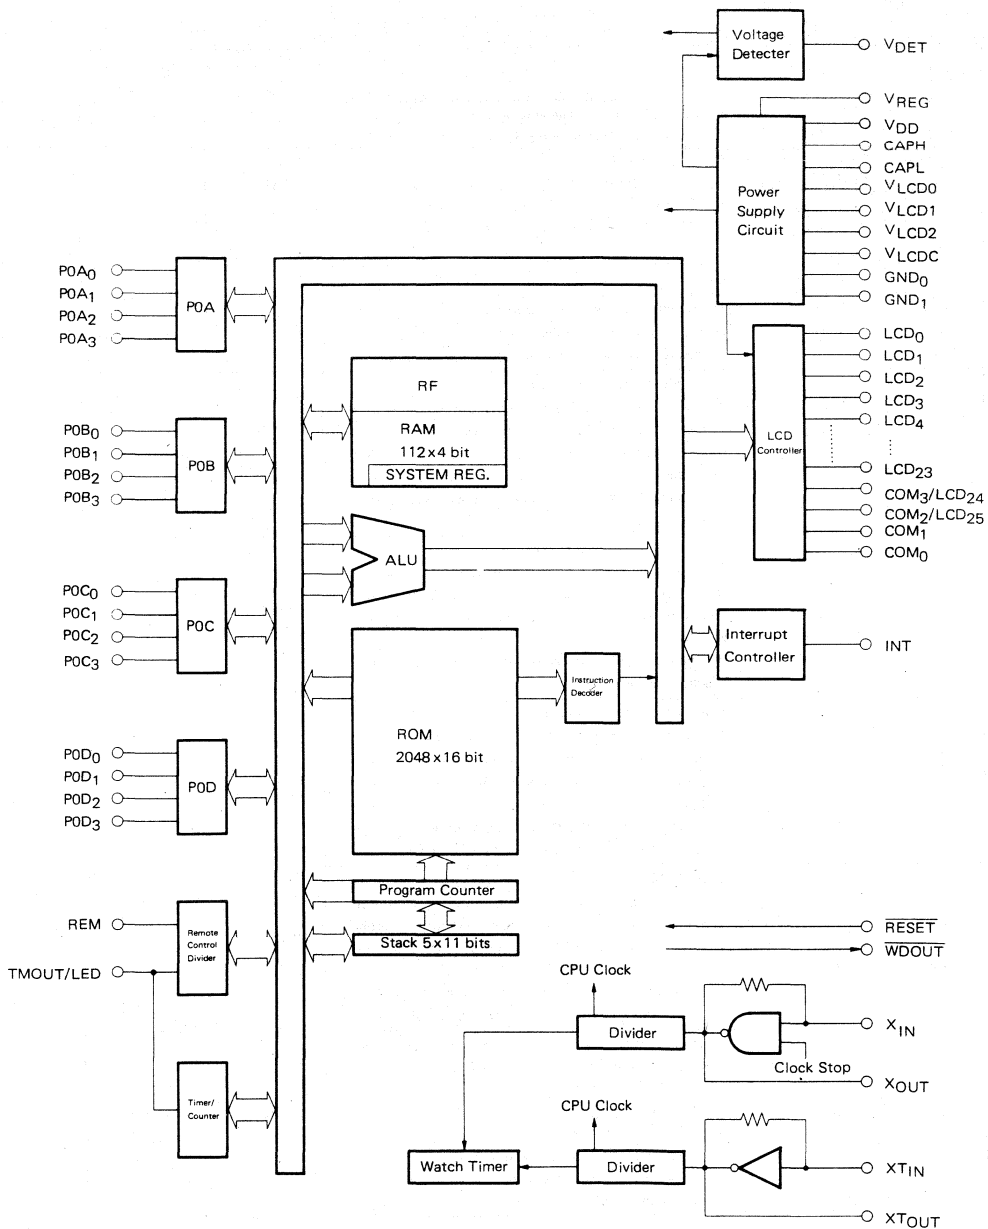 Voltage
Detecter
VDET
VREG
VDD
CAPH
CAPL
VLCD0
VLCD1
VLCD2
VLCDC
GND0
GND1
Power
Supply
Circuit
P0A0
P0A1
P0A2
P0A3
P0A
P0B0
P0B1
P0B2
P0B3
P0B
P0C0
P0C1
P0C2
P0C3
P0C
P0D0
P0D1
P0D2
P0D3
P0D
REM
TMOUT/LED
Remote
Control
Divider
Timer/
Counter
RF
RAM
112x4 bit
SYSTEM REG.
ALU
ROM
2048 x 16 bit
Instruction
Decoder
Program Counter
Stack 5 x 11 bits
LCD
Controller
LCD0
LCD1
LCD2
LCD3
LCD4
LCD23
COM3/LCD24
COM2/LCD25
COM1
COM0
Interrupt
Controller
INT
RESET
WDOUT
CPU Clock
Divider
Clock Stop
XIN
XOUT
CPU Clock
Watch Timer
Divider
XTIN
XTOUT